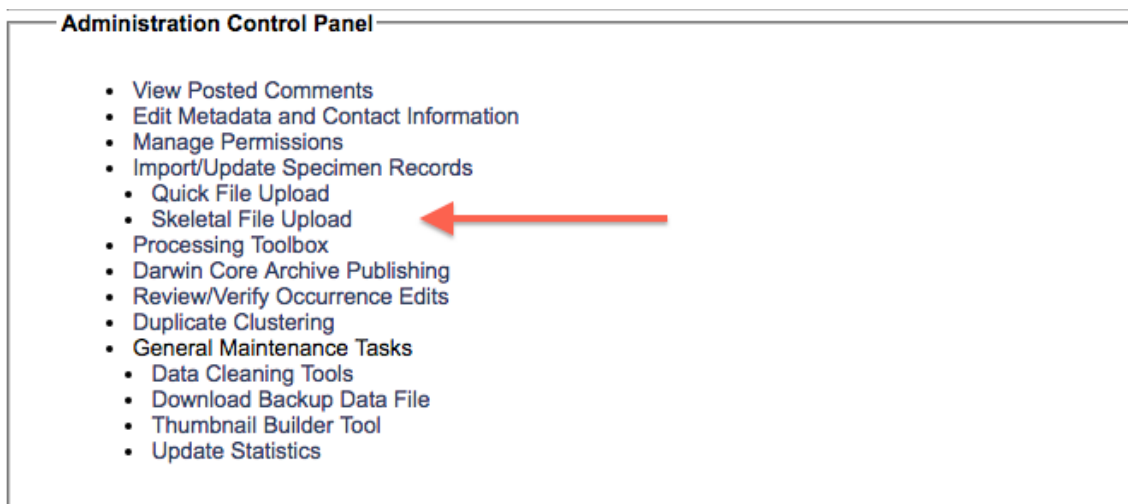 Administration Control Panel
View Posted Comments
Edit Metadata and Contact Information
Manage Permissions
Import/Update Specimen Records
Quick File Upload
Skeletal File Upload
Processing Toolbox
Darwin Core Archive Publishing
Review/Verify Occurrence Edits
Duplicate Clustering
General Maintenance Tasks
Data Cleaning Tools
Download Backup Data File
Thumbnail Builder Tool
Update Statistics